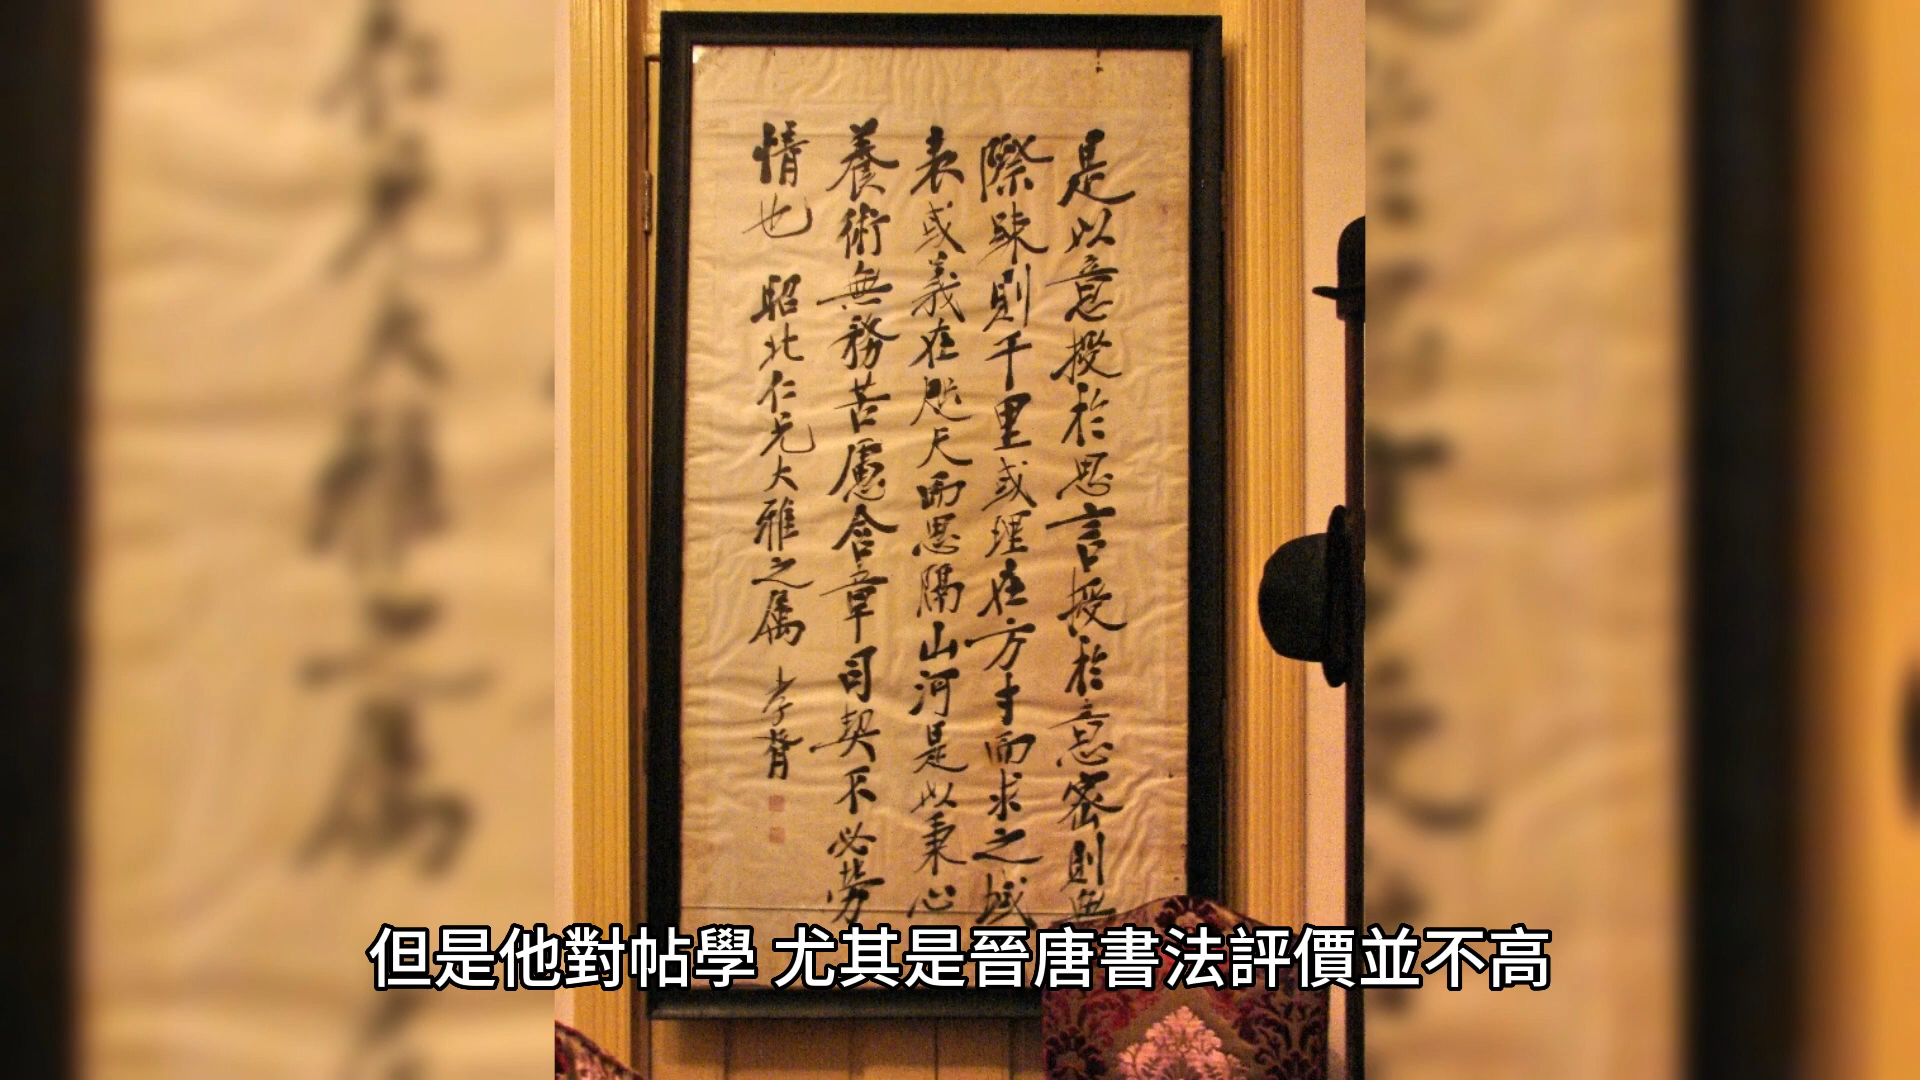 是以意授於思言授於意密則無
際疎則千里或理在方寸而求之域
表或義在咫尺而思隔山河是以秉心
養術無務苦慮含章司契不必勞
情也 昭北仁兄大雅之屬 孝胥
但是他對帖學 尤其是晉唐書法評價並不高